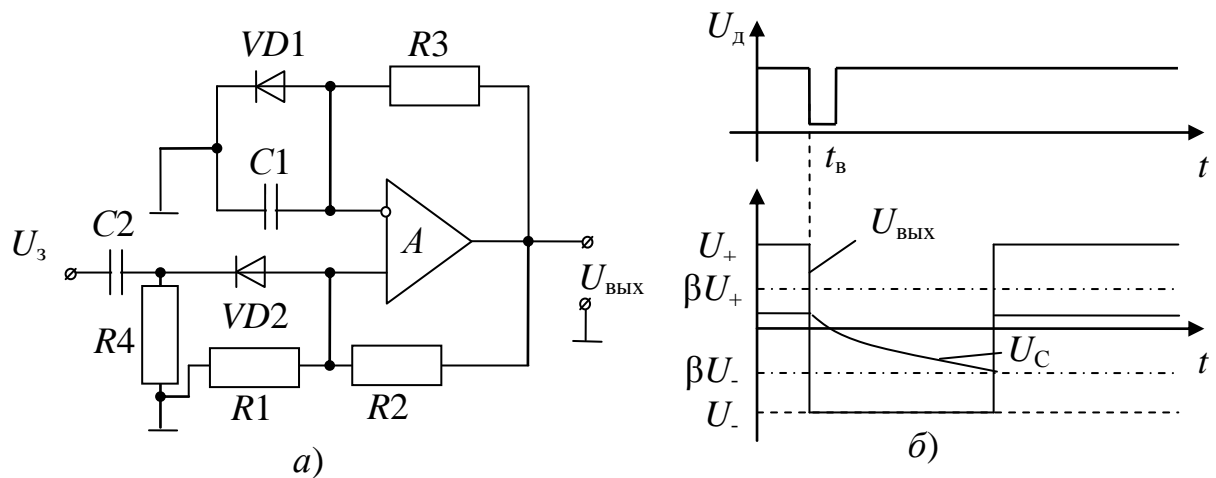 VD1
R3
C1
C2
U_з
A
VD2
U_вых
R4
R1
R2
а)
U_д
t_в
t
U_+
U_вых
βU_+
U_C
βU_-
t
U_-
б)